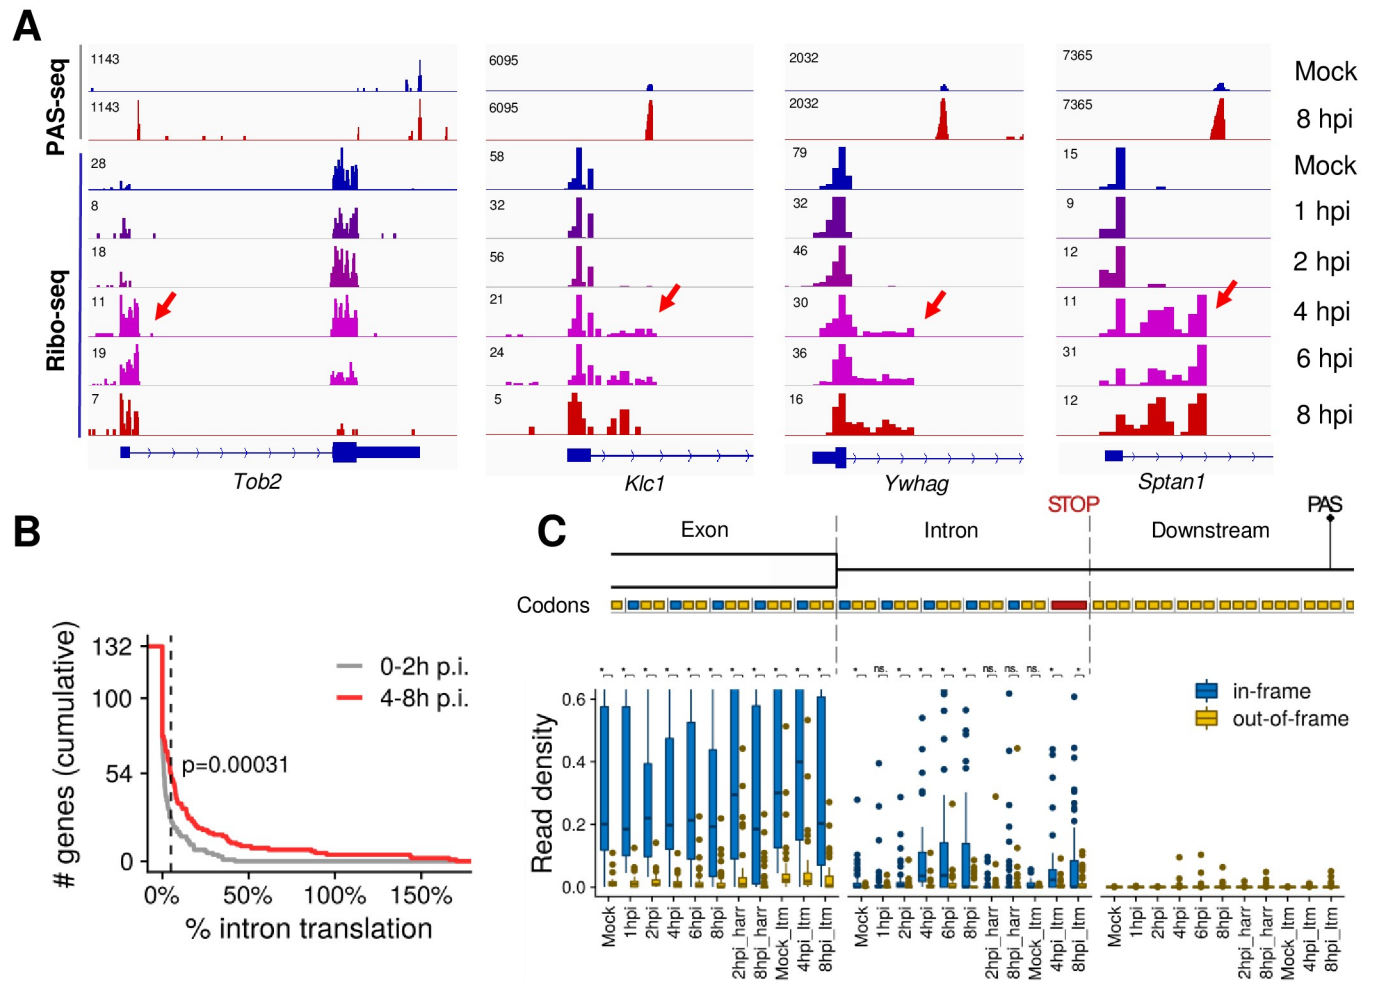 A
PAS-seq
Ribo-seq
1143
6095
2032
7365
Mock
1143
6095
2032
7365
8 hpi
28
58
79
15
Mock
8
32
32
9
1 hpi
18
56
46
12
2 hpi
11
21
30
11
4 hpi
19
24
36
31
6 hpi
7
5
16
12
8 hpi
Tob2
Klc1
Ywhag
Sptan1
B
# genes (cumulative)
132
100
54
0
0-2h p.i.
4-8h p.i.
p=0.00031
0%
50%
100%
150%
% intron translation
C
Exon
Intron
STOP
Downstream
PAS
Codons
* * * * * * * * * * *
* ns. * * * * ns. ns. ns. * *
in-frame
out-of-frame
Read density
0.6
0.4
0.2
0.0
Mock
1hpi
2hpi
4hpi
6hpi
8hpi
2hpi_harr
8hpi_harr
Mock_ltm
4hpi_ltm
8hpi_ltm
Mock
1hpi
2hpi
4hpi
6hpi
8hpi
2hpi_harr
8hpi_harr
Mock_ltm
4hpi_ltm
8hpi_ltm
Mock
1hpi
2hpi
4hpi
6hpi
8hpi
2hpi_harr
8hpi_harr
Mock_ltm
4hpi_ltm
8hpi_ltm